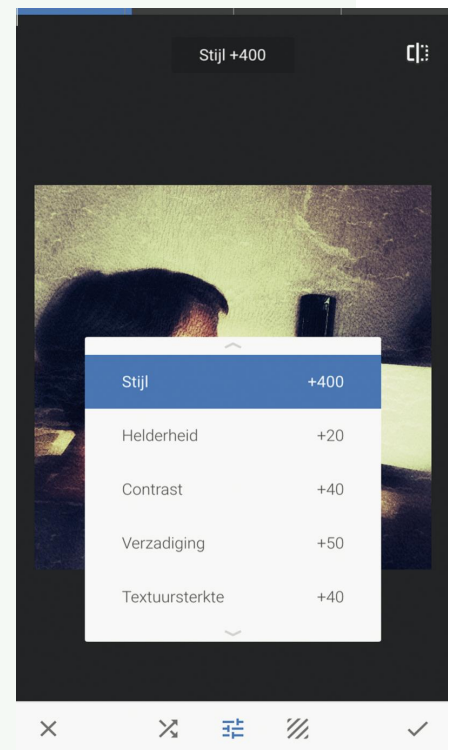 Stijl +400
Stijl +400
Helderheid +20
Contrast +40
Verzadiging +50
Textuursterkte +40